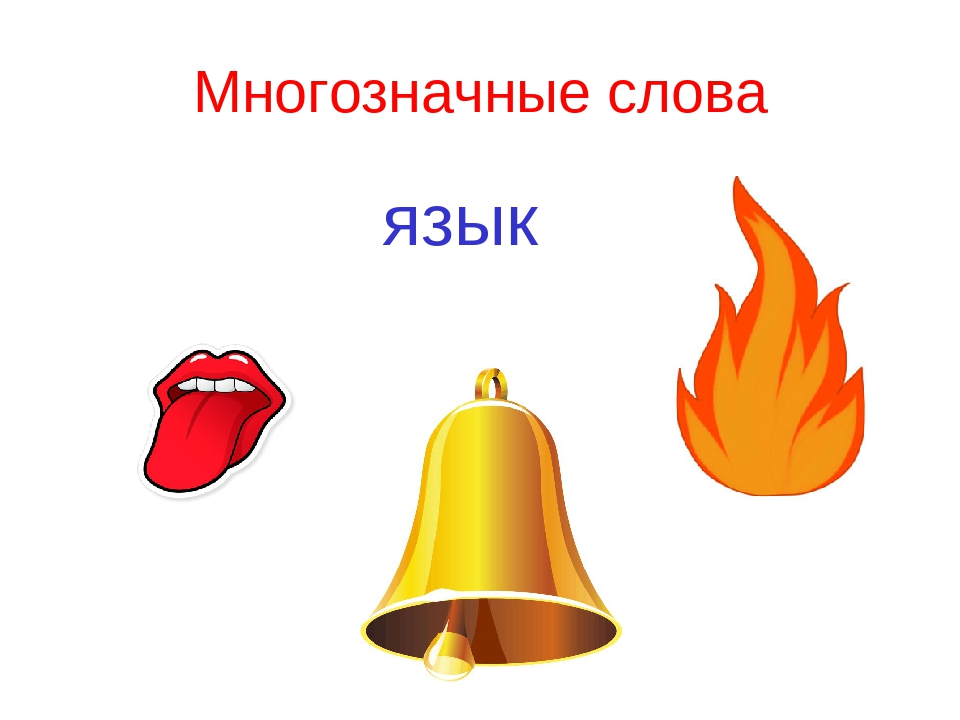 Многозначные слова
язык